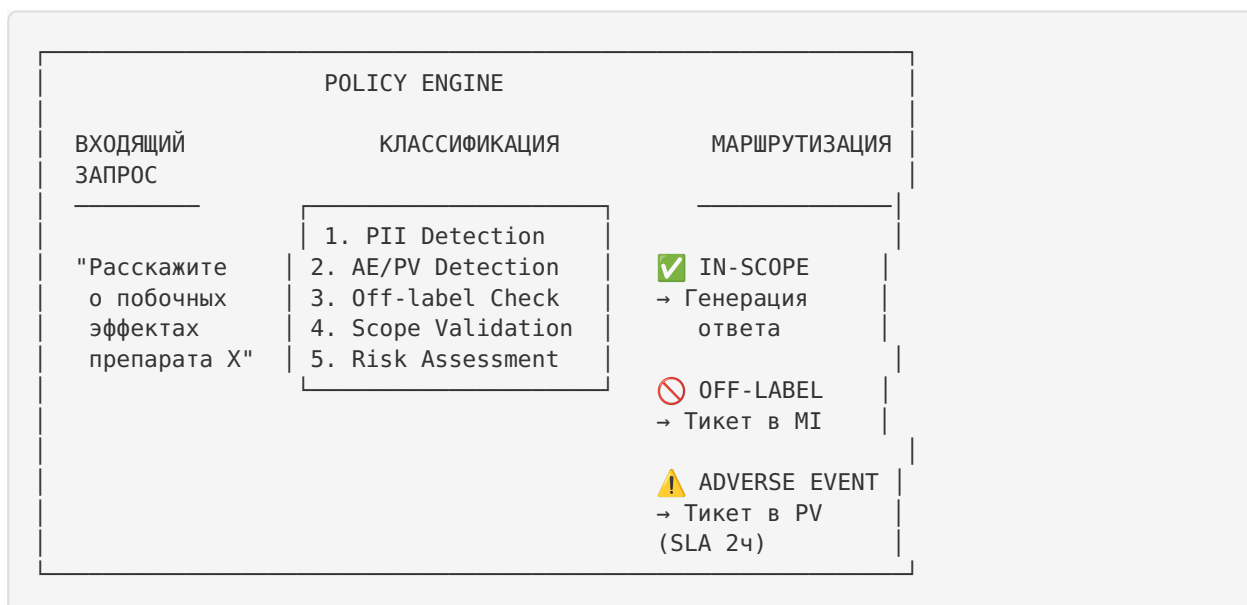 POLICY ENGINE
ВХОДЯЩИЙ КЛАССИФИКАЦИЯ МАРШРУТИЗАЦИЯ
ЗАПРОС
1. PII Detection
"Расскажите 2. AE/PV Detection ✅ IN-SCOPE
о побочных 3. Off-label Check → Генерация
эффектах 4. Scope Validation ответа
препарата X" 5. Risk Assessment
🚫 OFF-LABEL
→ Тикет в MI
⚠️ ADVERSE EVENT
→ Тикет в PV
(SLA 2ч)